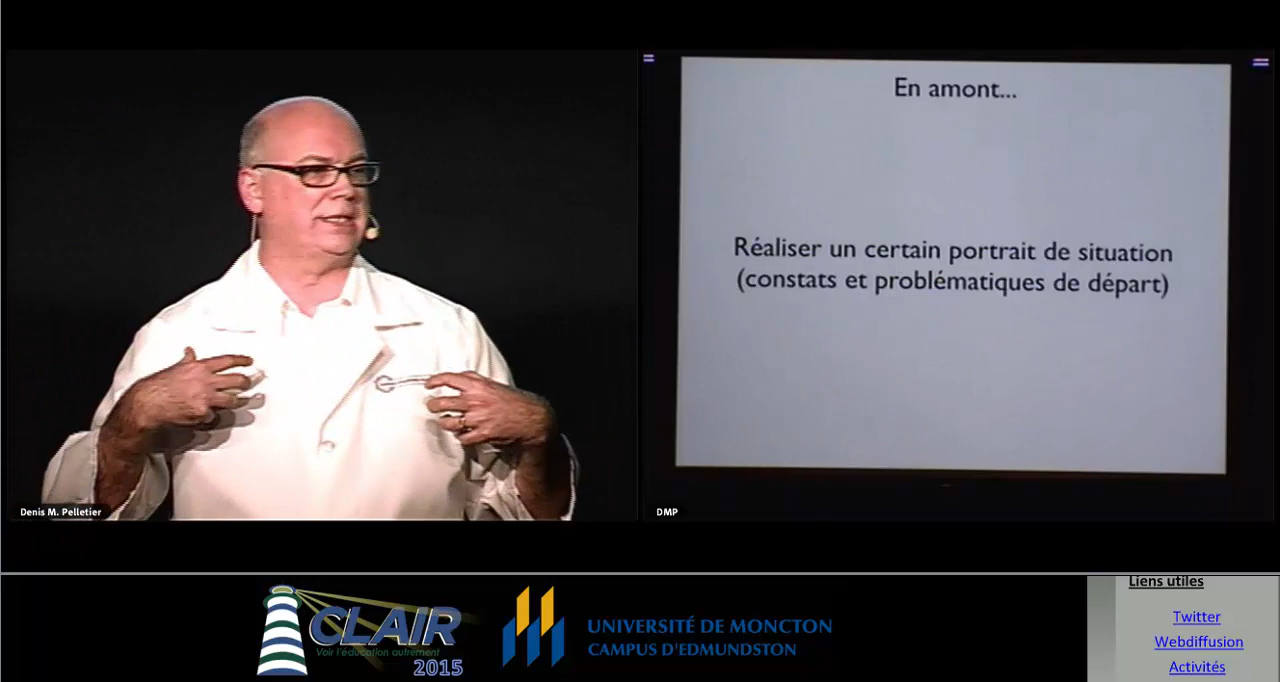 En amont...
Réaliser un certain portrait de situation
(constats et problématiques de départ)
Denis M. Pelletier
DMP
CLAIR
Voir l'éducation autrement
2015
UNIVERSITÉ DE MONCTON
CAMPUS D'EDMUNDSTON
Liens utiles
Twitter
Webdiffusion
Activités